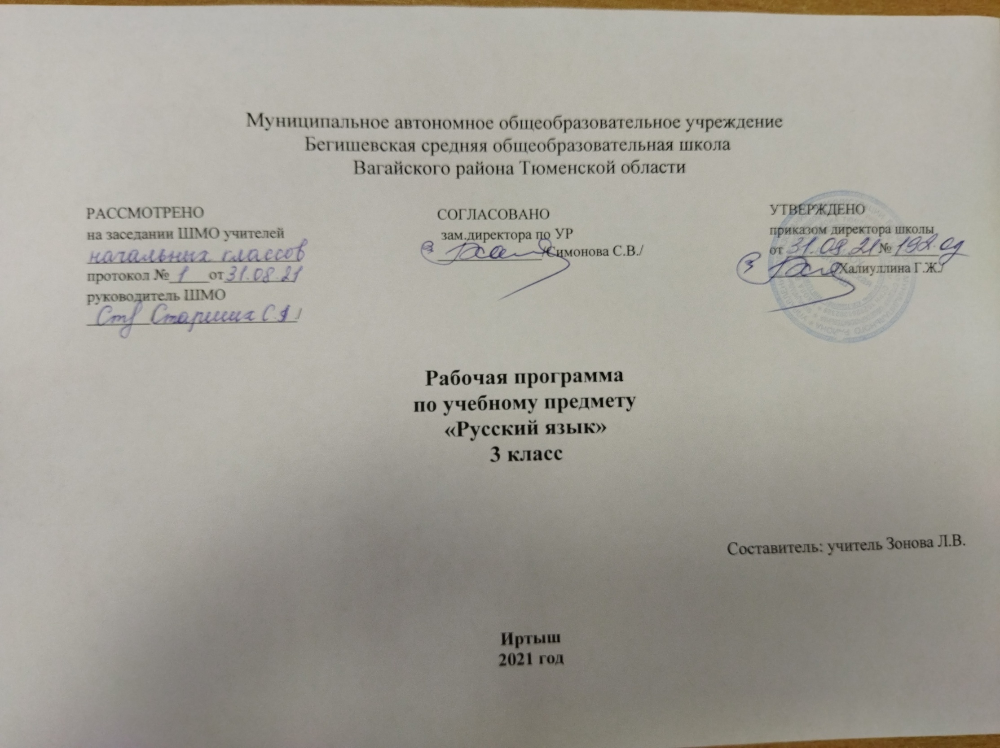 Муниципальное автономное общеобразовательное учреждение
Бегишевская средняя общеобразовательная школа
Вагайского района Тюменской области
РАССМОТРЕНО
на заседании ШМО учителей
начальных классов
протокол № 1 от 31.08.21
руководитель ШМО
Старших С.Я./
СОГЛАСОВАНО
зам.директора по УР
/Симонова С.В./
УТВЕРЖДЕНО
приказом директора школы
от 31.08.21 № 192-од
/Халиуллина Г.Ж./
Рабочая программа
по учебному предмету
«Русский язык»
3 класс
Составитель: учитель Зонова Л.В.
Иртыш
2021 год